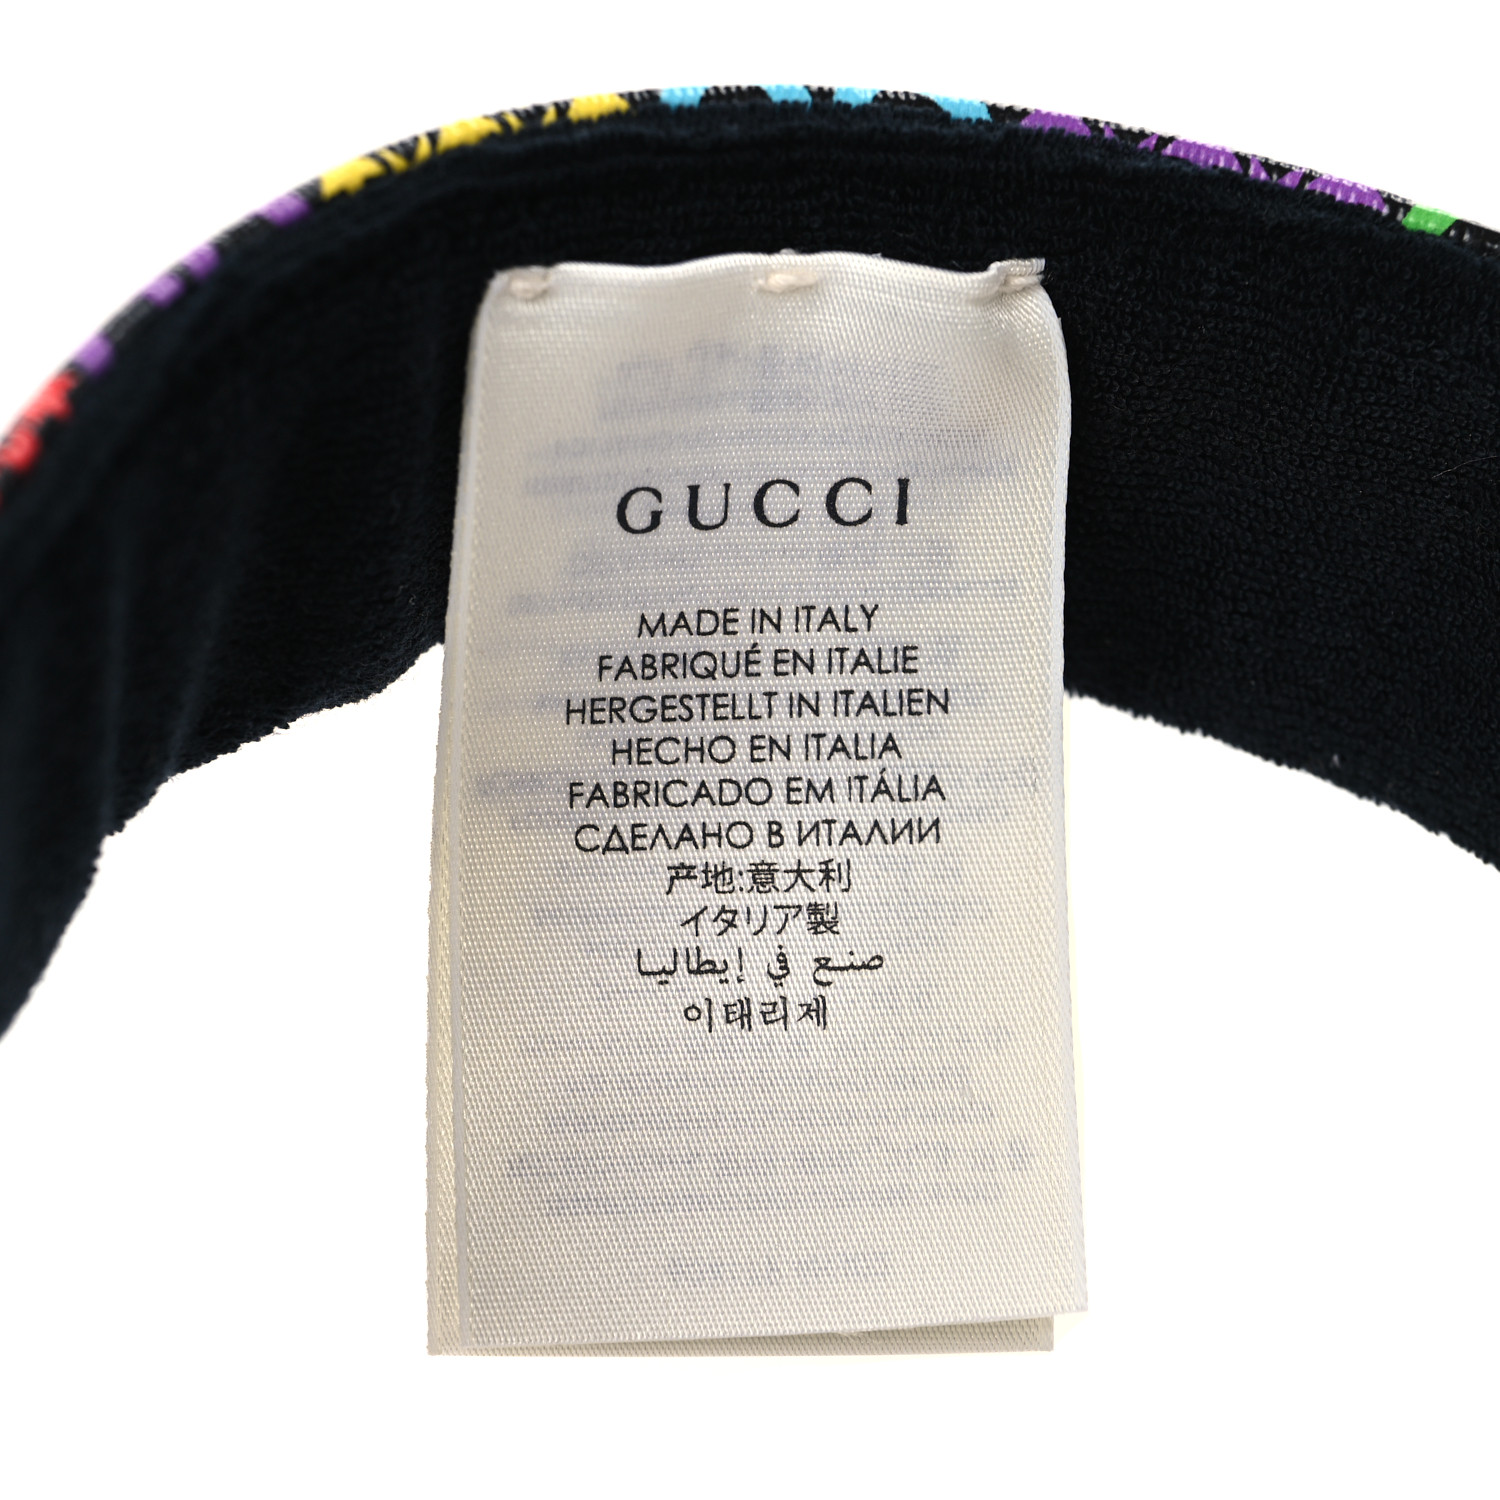 GUCCI
MADE IN ITALY
FABRIQUÉ EN ITALIE
HERGESTELLT IN ITALIEN
HECHO EN ITALIA
FABRICADO EM ITÁLIA
СДЕЛАНО В ИТАЛИИ
产地:意大利
イタリア製
صنع في إيطاليا
이태리제